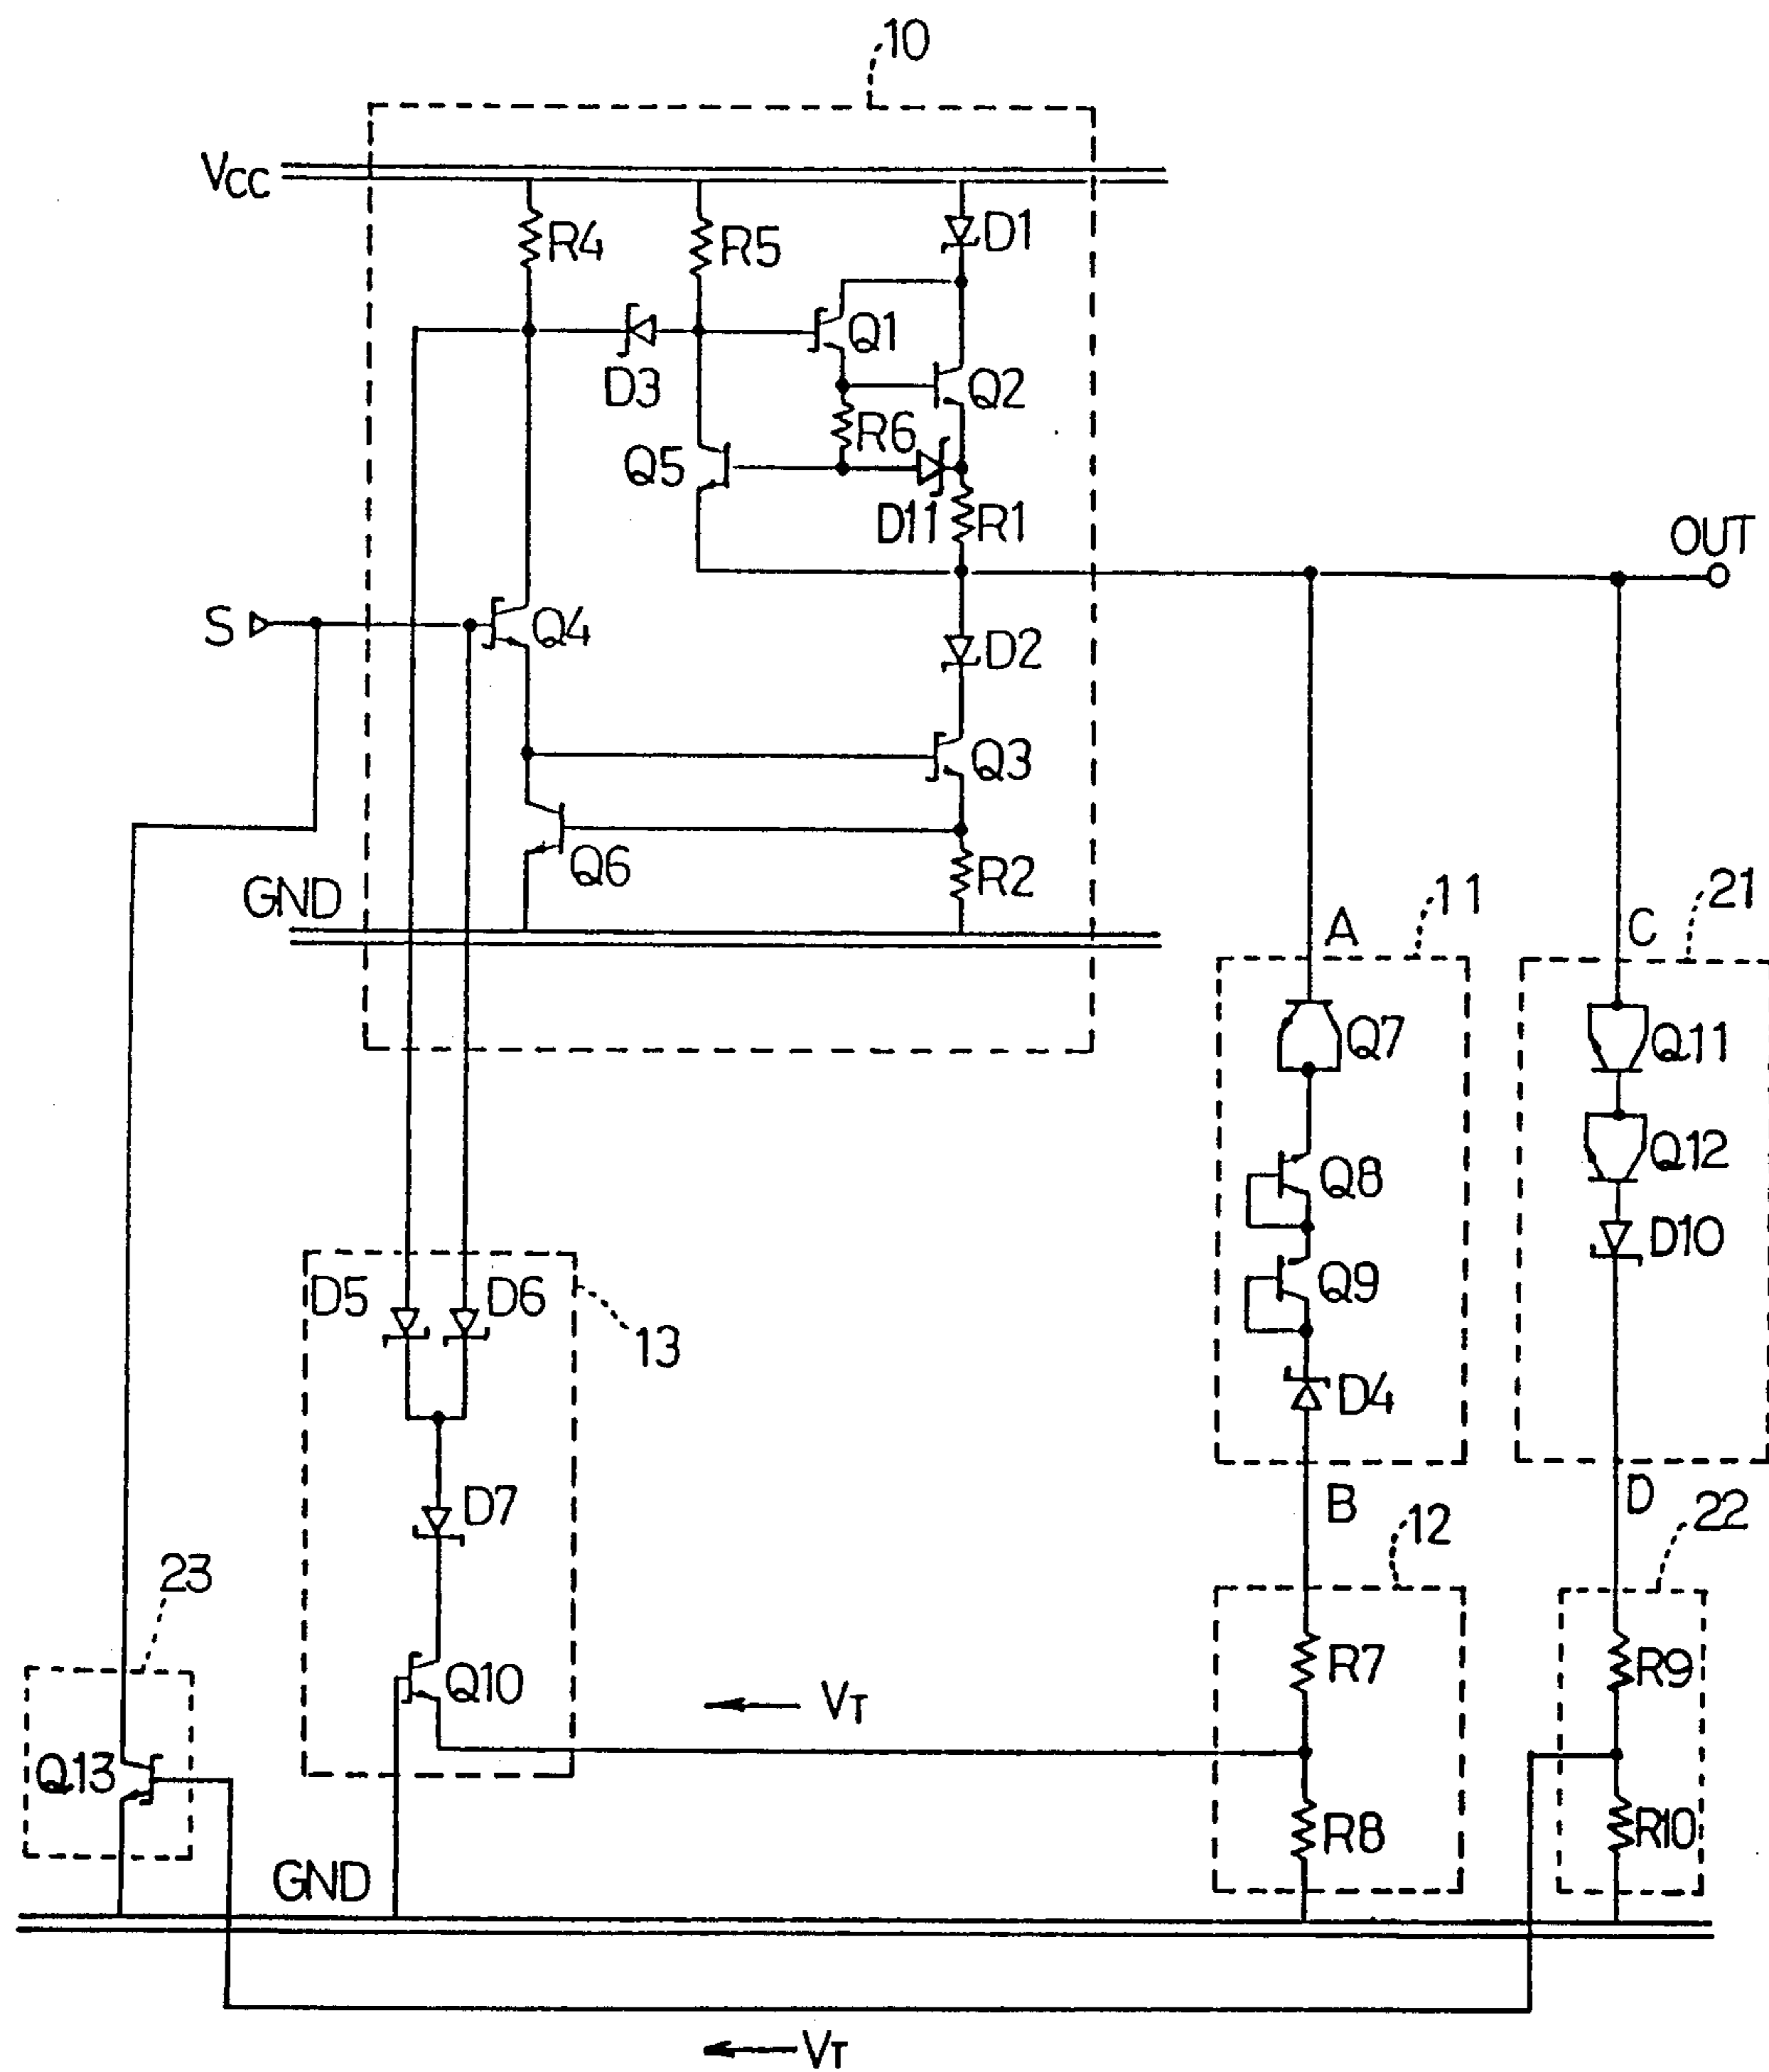 10
VCC
R4
R5
D1
Q1
D3
Q2
R6
Q5
D11
R1
OUT
S
Q4
D2
Q3
Q6
R2
GND
A
11
C
21
Q7
Q11
Q8
Q12
D10
Q9
D5
D6
13
D4
D7
B
12
D
22
23
R7
R9
Q10
VT
Q13
R8
R10
GND
VT